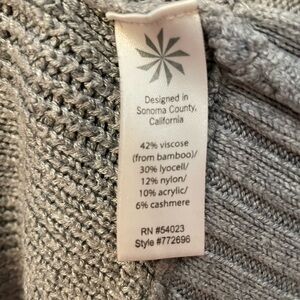 Designed in
Sonoma County,
California
42% viscose
(from bamboo)/
30% lyocell/
12% nylon/
10% acrylic/
6% cashmere
RN #54023
Style #772696